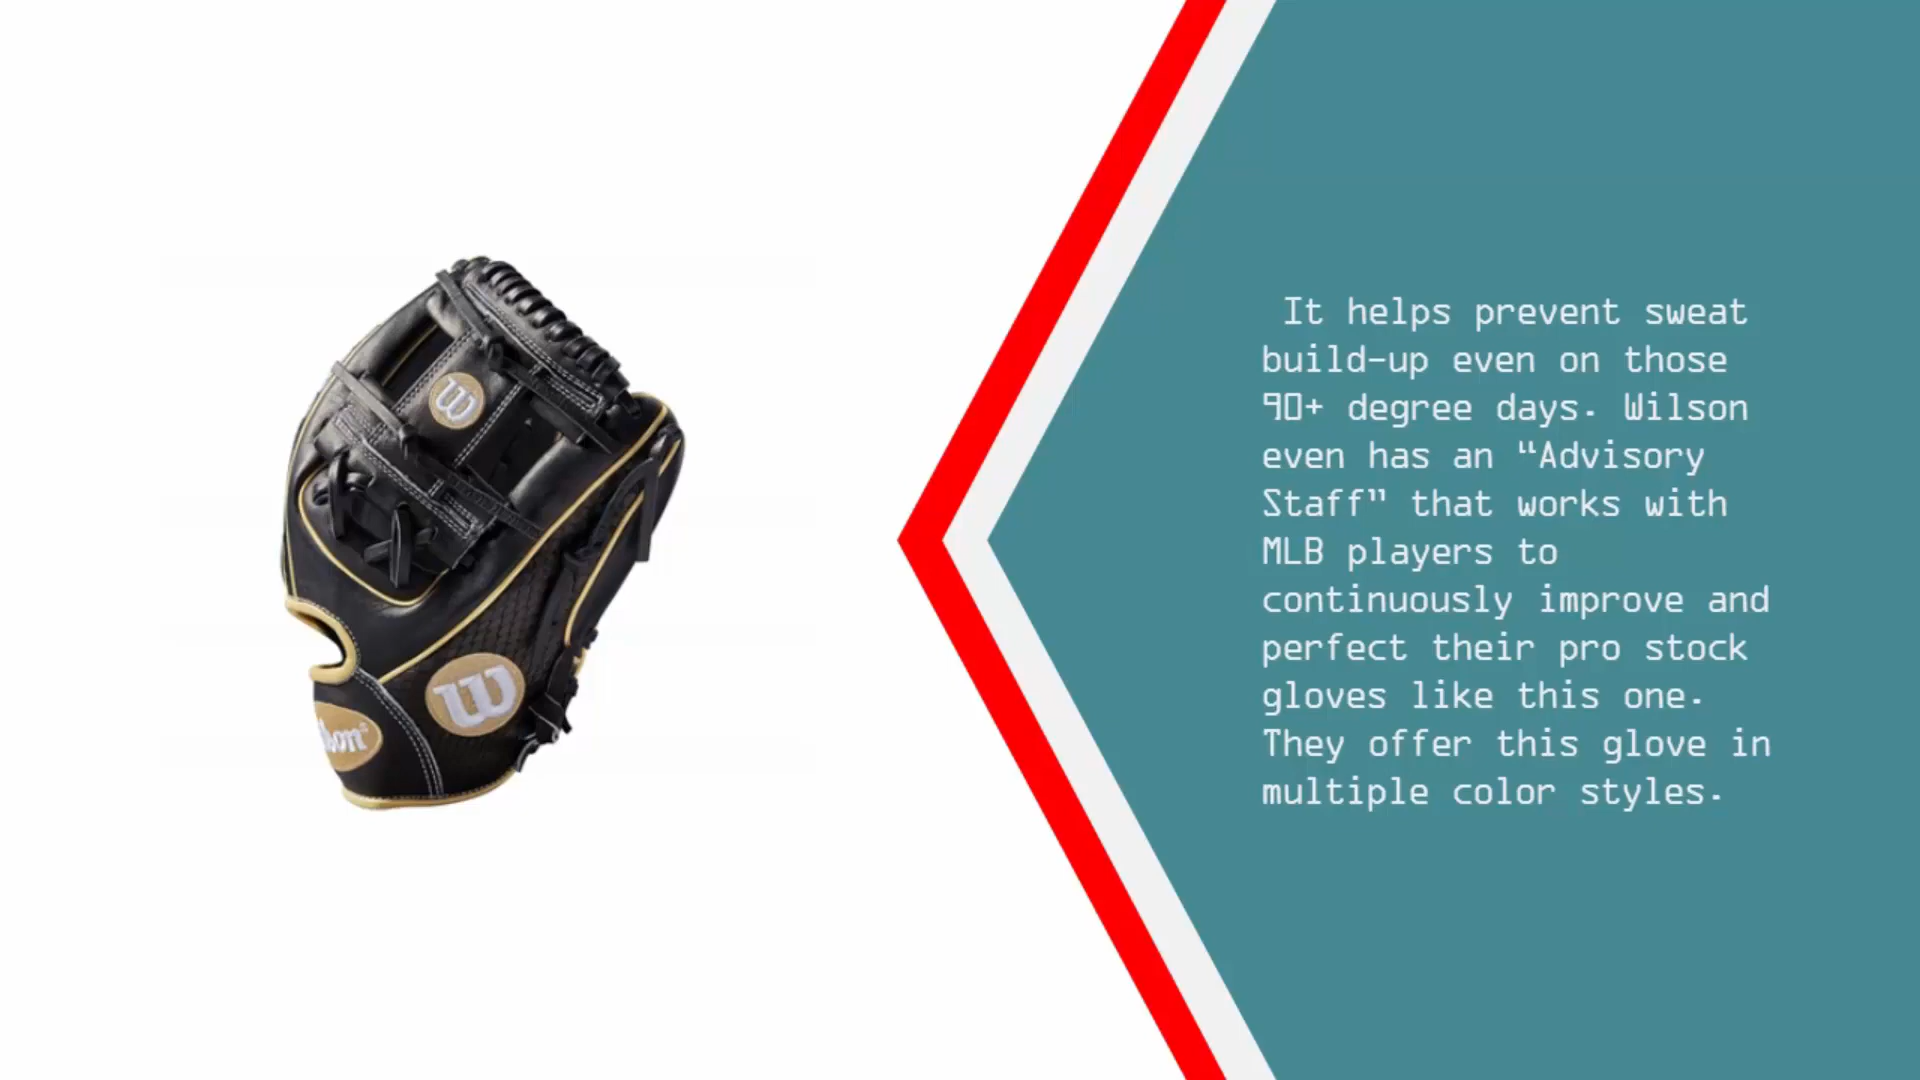 It helps prevent sweat
build-up even on those
90+ degree days. Wilson
even has an “Advisory
Staff” that works with
MLB players to
continuously improve and
perfect their pro stock
gloves like this one.
They offer this glove in
multiple color styles.
W
W